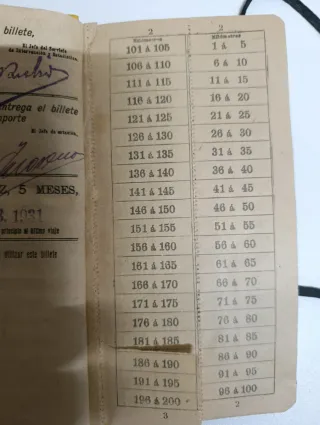 billete.
El Jefe del Servicio
de Intervención y Estadística,
entrega el billete
porte
El Jefe de estación,
5 MESES,
1931
principio el último viaje
utilizar este billete
2
Kilómetros
101 á 105
106 á 110
111 á 115
116 á 120
121 á 125
126 á 130
131 á 135
136 á 140
141 á 145
146 á 150
151 á 155
156 á 160
161 á 165
166 á 170
171 á 175
176 á 180
181 á 185
186 á 190
191 á 195
196 á 200
3
2
Kilómetros
1 á 5
6 á 10
11 á 15
16 á 20
21 á 25
26 á 30
31 á 35
36 á 40
41 á 45
46 á 50
51 á 55
56 á 60
61 á 65
66 á 70
71 á 75
76 á 80
81 á 85
86 á 90
91 á 95
96 á 100
2